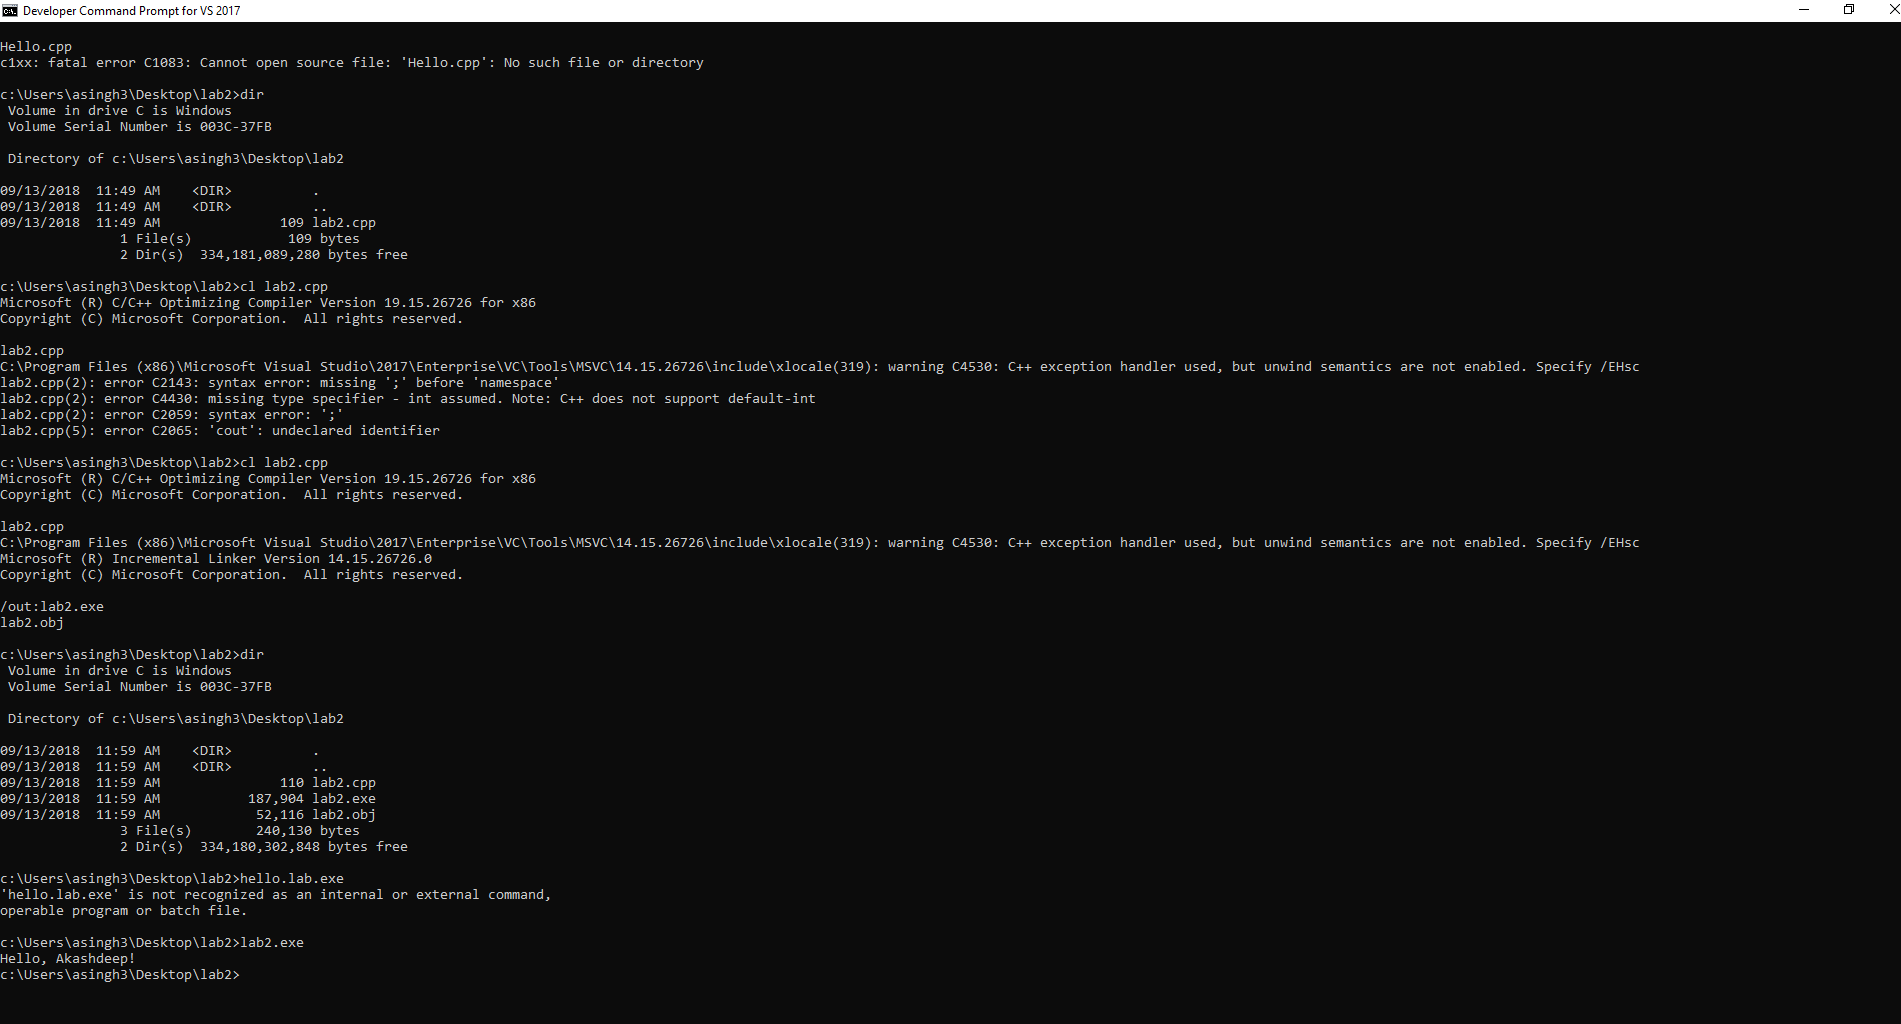 Developer Command Prompt for VS 2017
Hello.cpp
c1xx: fatal error C1083: Cannot open source file: 'Hello.cpp': No such file or directory
c:\Users\asingh3\Desktop\lab2>dir
 Volume in drive C is Windows
 Volume Serial Number is 003C-37FB
 Directory of c:\Users\asingh3\Desktop\lab2
09/13/2018  11:49 AM    <DIR>          .
09/13/2018  11:49 AM    <DIR>          ..
09/13/2018  11:49 AM               109 lab2.cpp
               1 File(s)            109 bytes
               2 Dir(s)  334,181,089,280 bytes free
c:\Users\asingh3\Desktop\lab2>cl lab2.cpp
Microsoft (R) C/C++ Optimizing Compiler Version 19.15.26726 for x86
Copyright (C) Microsoft Corporation.  All rights reserved.
lab2.cpp
C:\Program Files (x86)\Microsoft Visual Studio\2017\Enterprise\VC\Tools\MSVC\14.15.26726\include\xlocale(319): warning C4530: C++ exception handler used, but unwind semantics are not enabled. Specify /EHsc
lab2.cpp(2): error C2143: syntax error: missing ';' before 'namespace'
lab2.cpp(2): error C4430: missing type specifier - int assumed. Note: C++ does not support default-int
lab2.cpp(2): error C2059: syntax error: ';'
lab2.cpp(5): error C2065: 'cout': undeclared identifier
c:\Users\asingh3\Desktop\lab2>cl lab2.cpp
Microsoft (R) C/C++ Optimizing Compiler Version 19.15.26726 for x86
Copyright (C) Microsoft Corporation.  All rights reserved.
lab2.cpp
C:\Program Files (x86)\Microsoft Visual Studio\2017\Enterprise\VC\Tools\MSVC\14.15.26726\include\xlocale(319): warning C4530: C++ exception handler used, but unwind semantics are not enabled. Specify /EHsc
Microsoft (R) Incremental Linker Version 14.15.26726.0
Copyright (C) Microsoft Corporation.  All rights reserved.
/out:lab2.exe
lab2.obj
c:\Users\asingh3\Desktop\lab2>dir
 Volume in drive C is Windows
 Volume Serial Number is 003C-37FB
 Directory of c:\Users\asingh3\Desktop\lab2
09/13/2018  11:59 AM    <DIR>          .
09/13/2018  11:59 AM    <DIR>          ..
09/13/2018  11:59 AM               110 lab2.cpp
09/13/2018  11:59 AM           187,904 lab2.exe
09/13/2018  11:59 AM            52,116 lab2.obj
               3 File(s)        240,130 bytes
               2 Dir(s)  334,180,302,848 bytes free
c:\Users\asingh3\Desktop\lab2>hello.lab.exe
'hello.lab.exe' is not recognized as an internal or external command,
operable program or batch file.
c:\Users\asingh3\Desktop\lab2>lab2.exe
Hello, Akashdeep!
c:\Users\asingh3\Desktop\lab2>